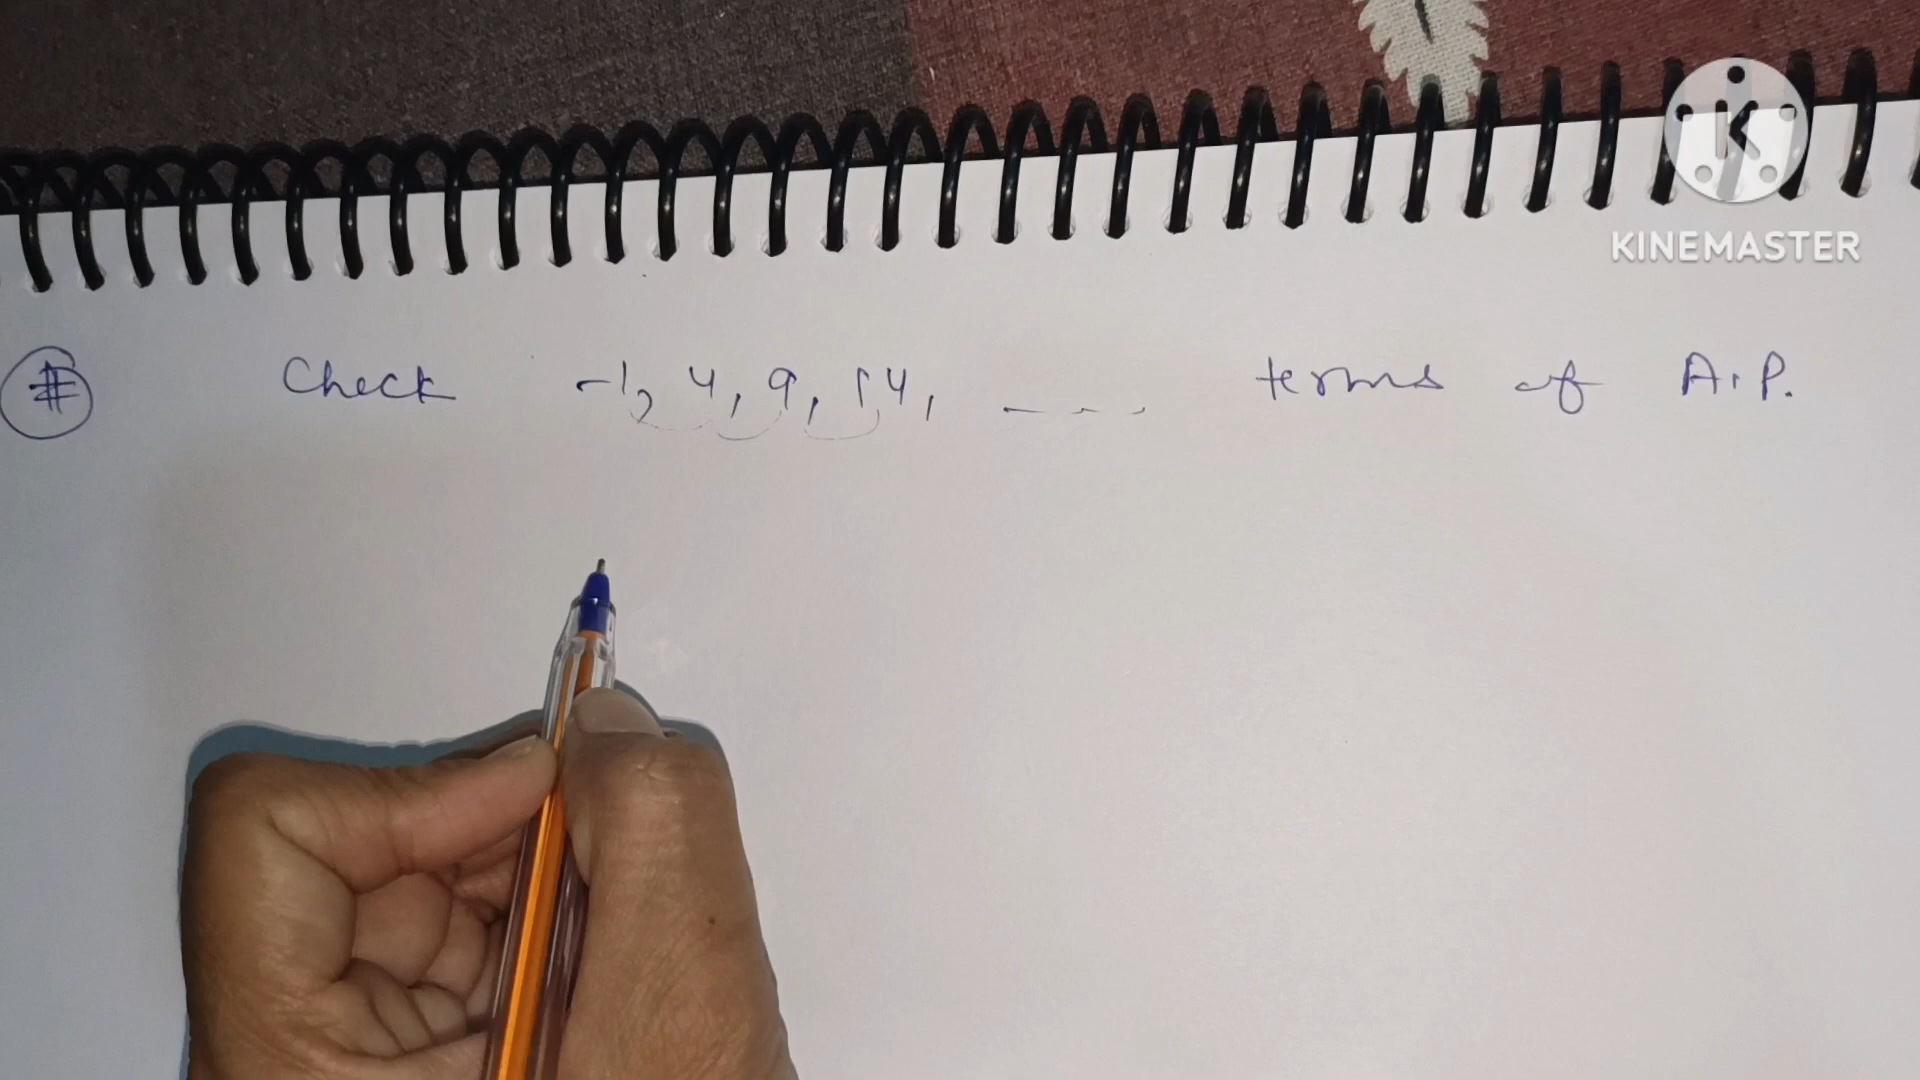 K
KINEMASTER
# Check -1, 4, 9, 14, --- terms of A.P.